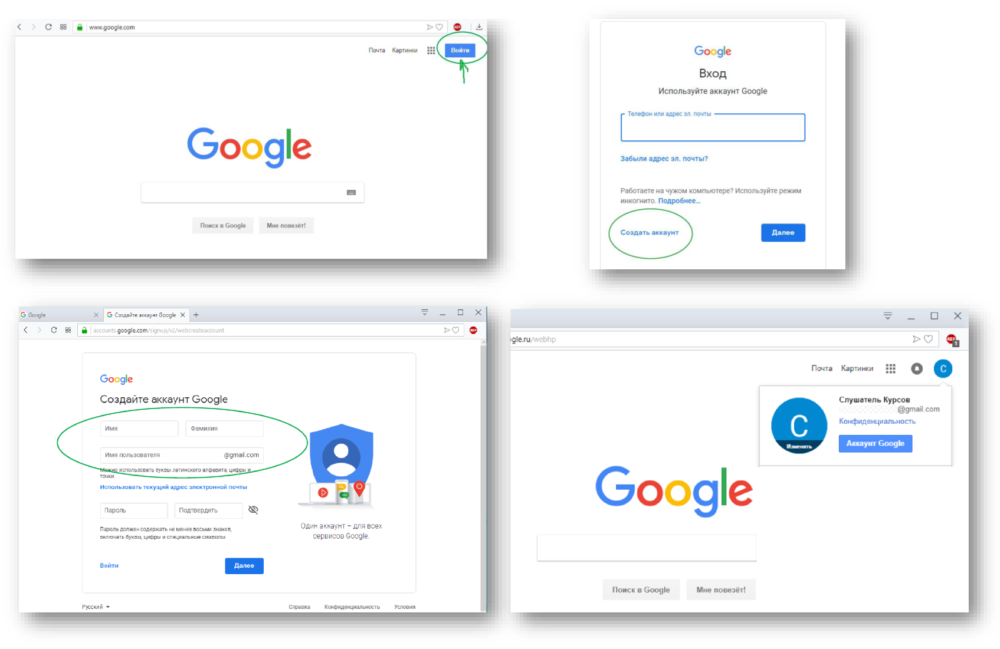 www.google.com
ABP
Почта Картинки Войти
Google
Поиск в Google Мне повезёт!
Google
Вход
Используйте аккаунт Google
Телефон или адрес эл. почты
Забыли адрес эл. почты?
Работаете на чужом компьютере? Используйте режим
инкогнито. Подробнее...
Создать аккаунт Далее
Google Создайте аккаунт Google
accounts.google.com/signup/v2/webcreateaccount
ABP
Google
Создайте аккаунт Google
Имя Фамилия
Имя пользователя @gmail.com
Можно использовать буквы латинского алфавита, цифры и
точки.
Использовать текущий адрес электронной почты
Пароль Подтвердить
Пароль должен содержать не менее восьми знаков,
включать буквы, цифры и специальные символы
Войти Далее
Один аккаунт – для всех
сервисов Google.
Русский Справка Конфиденциальность Условия
gle.ru/webhp
ABP 1
Почта Картинки С
Слушатель Курсов
@gmail.com
Конфиденциальность
Аккаунт Google
С
Изменить
Google
Поиск в Google Мне повезёт!